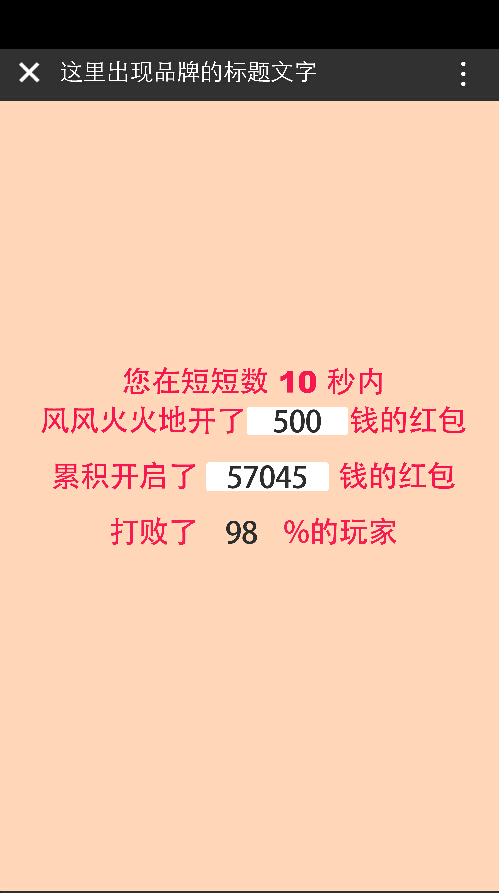 这里出现品牌的标题文字
您在短短数 10 秒内
风风火火地开了 500 钱的红包
累积开启了 57045 钱的红包
打败了 98 %的玩家